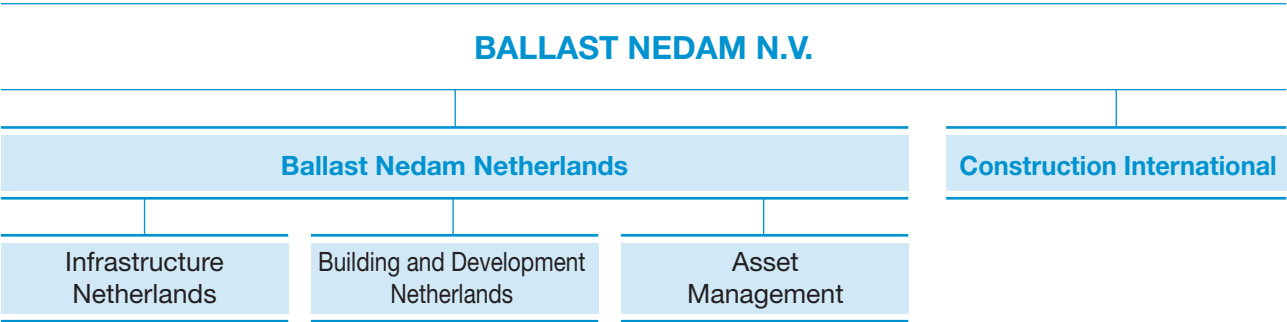 BALLAST NEDAM N.V.
Ballast Nedam Netherlands
Construction International
Infrastructure
Netherlands
Building and Development
Netherlands
Asset
Management